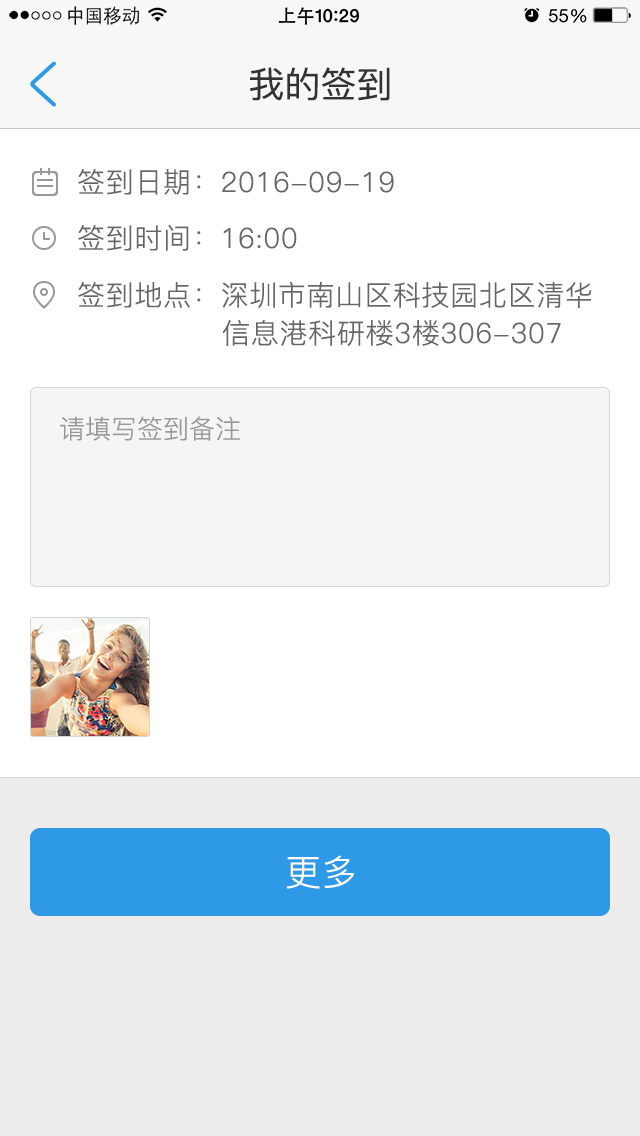 中国移动 上午10:29 55%
我的签到
签到日期： 2016-09-19
签到时间： 16:00
签到地点： 深圳市南山区科技园北区清华
信息港科研楼3楼306-307
请填写签到备注
更多